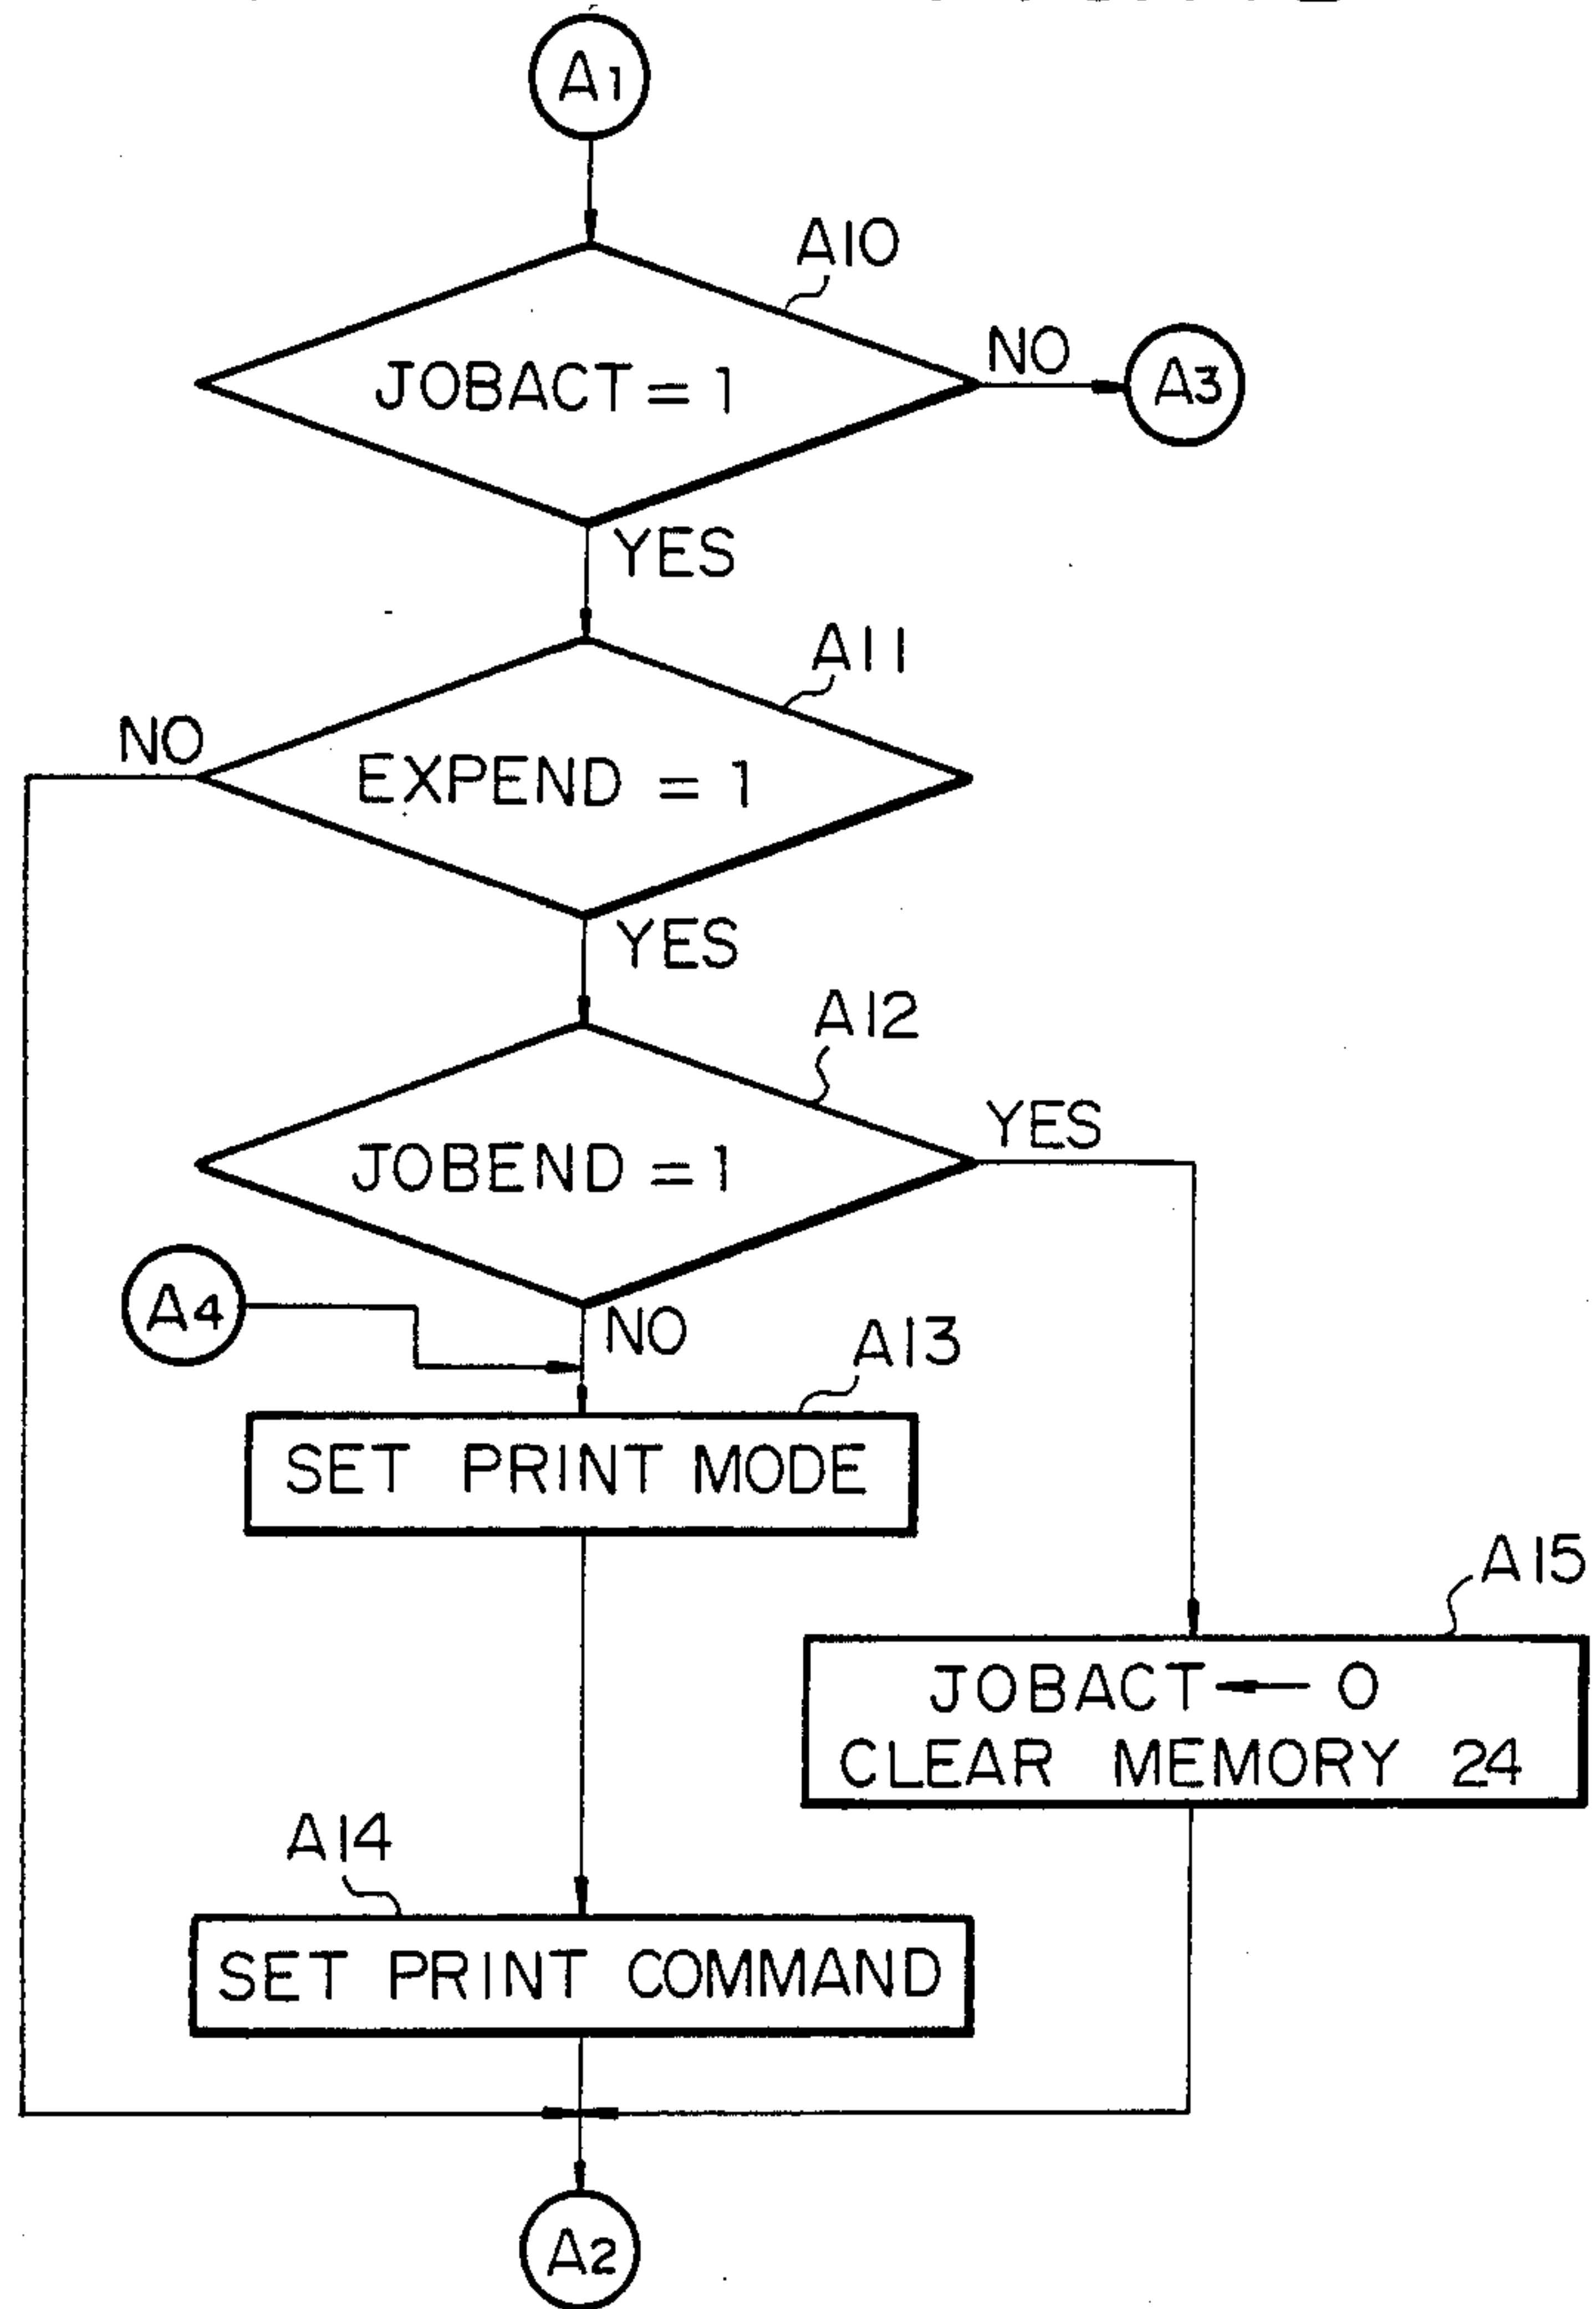 A1
A10
JOBACT = 1
NO
A3
YES
A11
NO
EXPEND = 1
YES
A12
JOBEND = 1
YES
A4
NO
A13
SET PRINT MODE
A15
JOBACT ← 0
CLEAR MEMORY 24
A14
SET PRINT COMMAND
A2